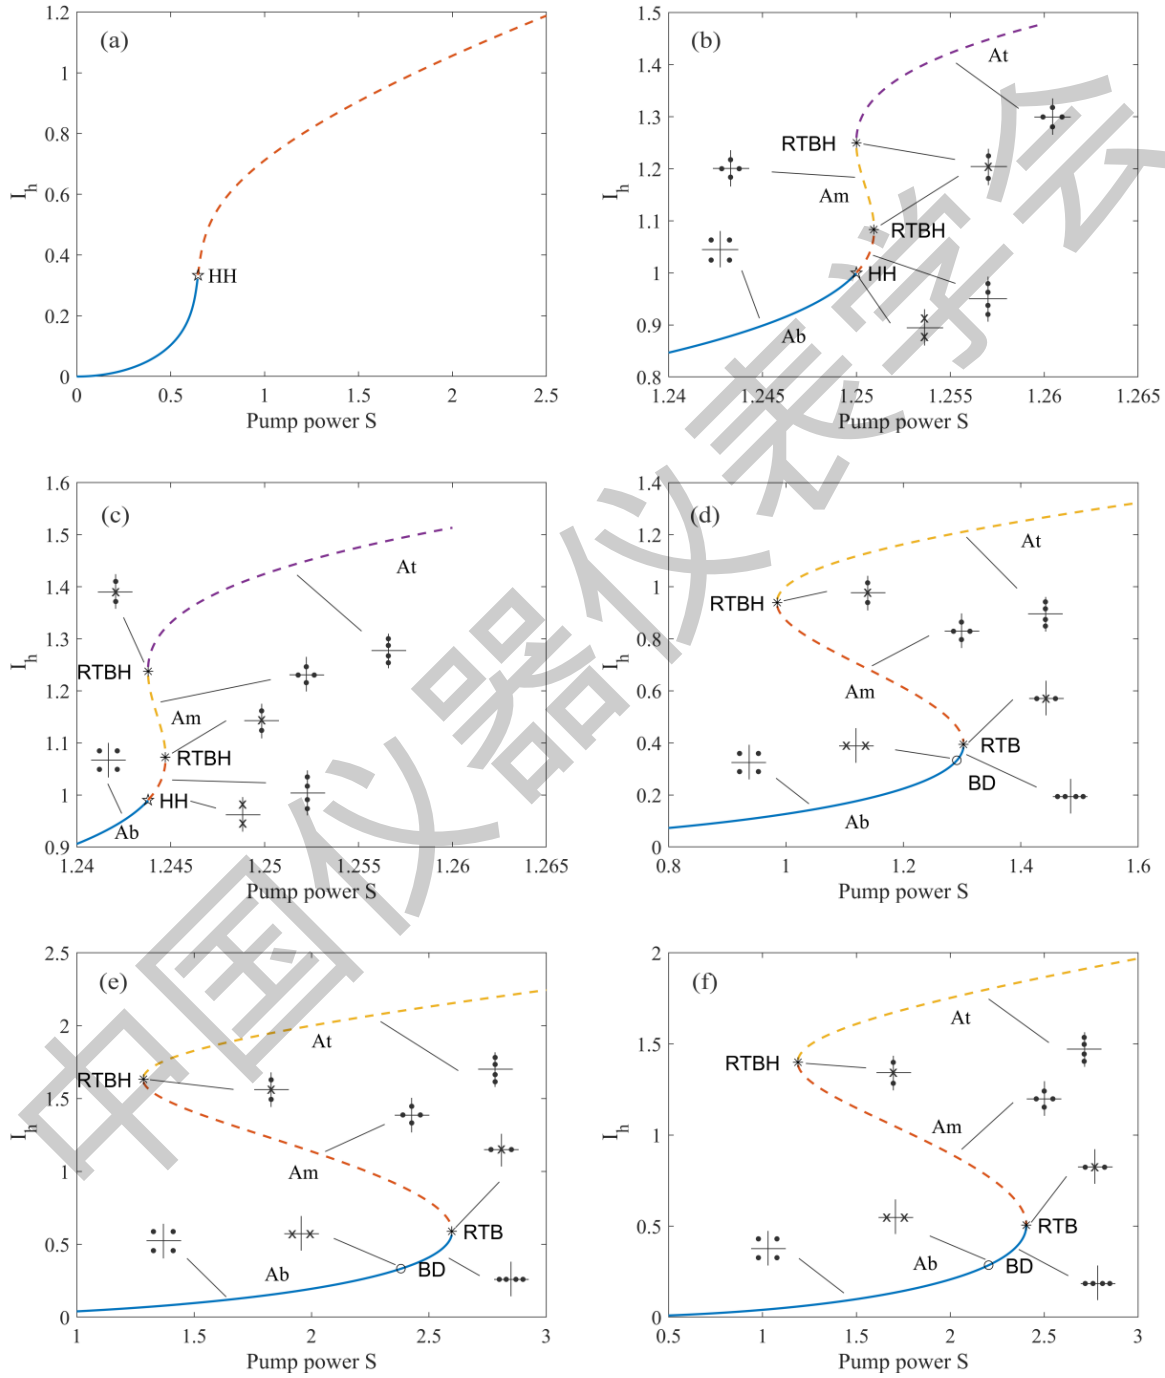 (a)
1.2
1
0.8
0.6
0.4
0.2
0
I_h
HH
0 0.5 1 1.5 2 2.5
Pump power S
(b)
1.5
1.4
1.3
1.2
1.1
1
0.9
0.8
I_h
At
RTBH
Am
RTBH
HH
Ab
1.24 1.245 1.25 1.255 1.26 1.265
Pump power S
(c)
1.6
1.5
1.4
1.3
1.2
1.1
1
0.9
I_h
At
RTBH
Am
RTBH
HH
Ab
1.24 1.245 1.25 1.255 1.26 1.265
Pump power S
(d)
1.4
1.2
1
0.8
0.6
0.4
0.2
0
I_h
At
RTBH
Am
RTB
BD
Ab
0.8 1 1.2 1.4 1.6
Pump power S
(e)
2.5
2
1.5
1
0.5
0
I_h
At
RTBH
Am
RTB
BD
Ab
1 1.5 2 2.5 3
Pump power S
(f)
2
1.5
1
0.5
0
I_h
At
RTBH
Am
RTB
BD
Ab
0.5 1 1.5 2 2.5 3
Pump power S
中国仪器仪表学会